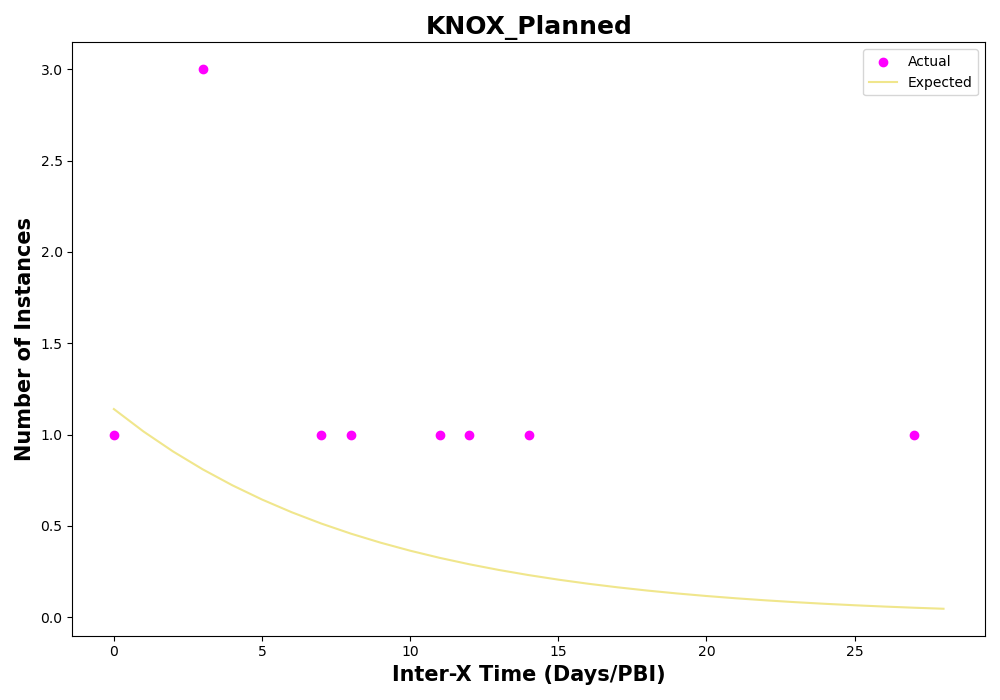 KNOX_Planned
Actual
Expected
3.0
2.5
2.0
1.5
1.0
0.5
0.0
Number of Instances
0 5 10 15 20 25
Inter-X Time (Days/PBI)